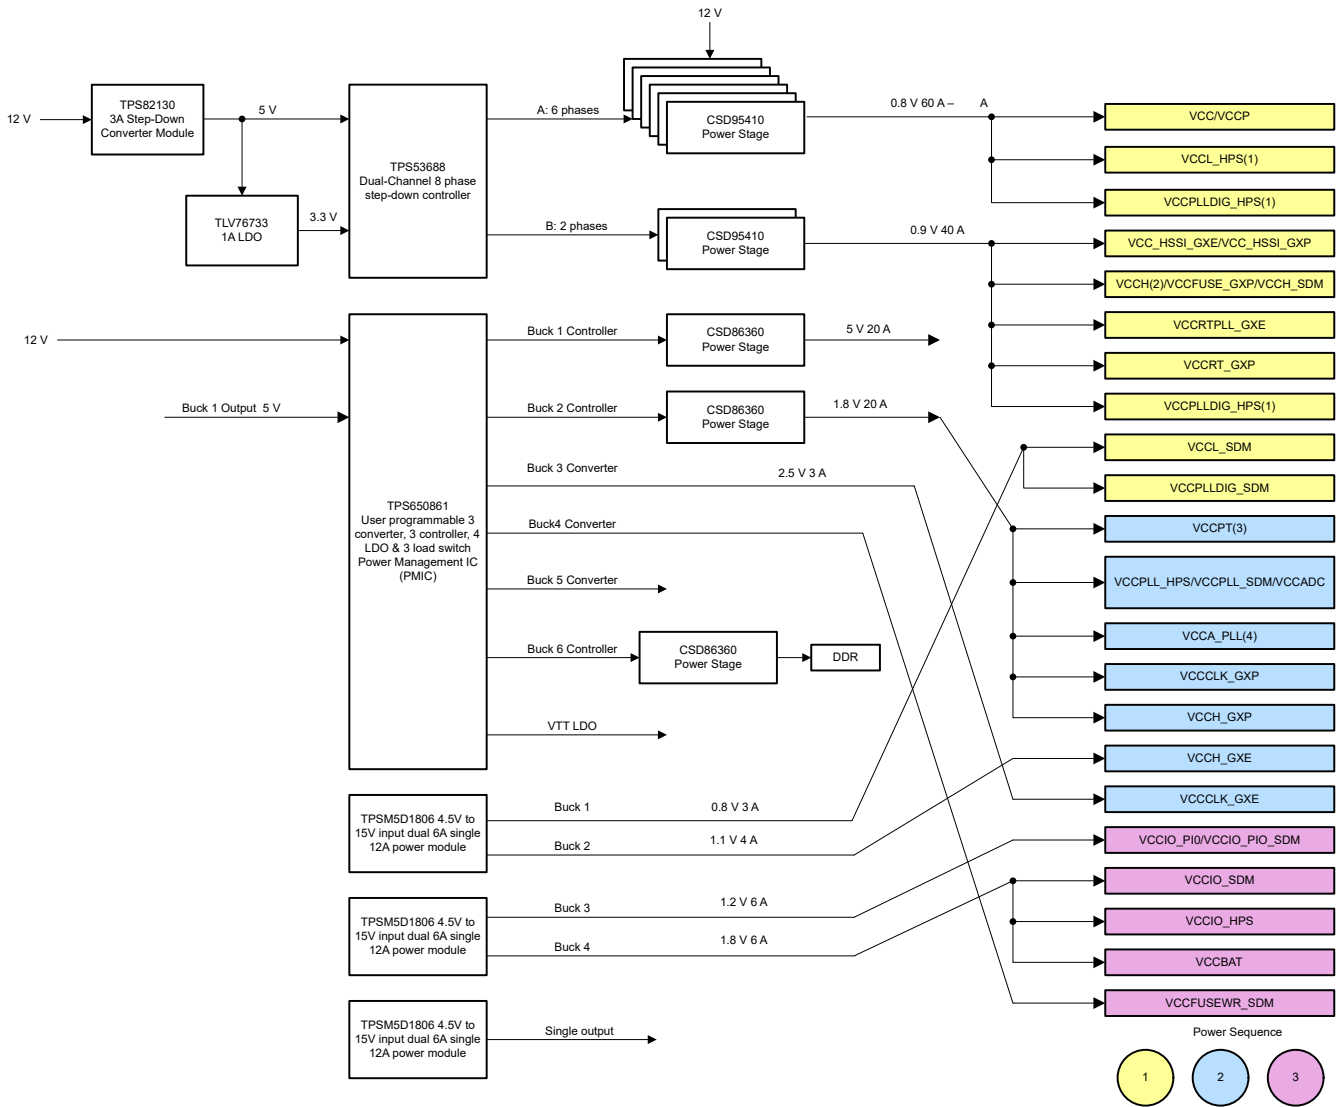 12 V
12 V
TPS82130
3A Step-Down
Converter Module
5 V
TLV76733
1A LDO
3.3 V
TPS53688
Dual-Channel 8 phase
step-down controller
A: 6 phases
CSD95410
Power Stage
0.8 V 60 A – A
B: 2 phases
CSD95410
Power Stage
0.9 V 40 A
12 V
Buck 1 Output 5 V
TPS650861
User programmable 3
converter, 3 controller, 4
LDO & 3 load switch
Power Management IC
(PMIC)
Buck 1 Controller
CSD86360
Power Stage
5 V 20 A
Buck 2 Controller
CSD86360
Power Stage
1.8 V 20 A
Buck 3 Converter
2.5 V 3 A
Buck4 Converter
Buck 5 Converter
Buck 6 Controller
CSD86360
Power Stage
DDR
VTT LDO
TPSM5D1806 4.5V to
15V input dual 6A single
12A power module
Buck 1
0.8 V 3 A
Buck 2
1.1 V 4 A
TPSM5D1806 4.5V to
15V input dual 6A single
12A power module
Buck 3
1.2 V 6 A
Buck 4
1.8 V 6 A
TPSM5D1806 4.5V to
15V input dual 6A single
12A power module
Single output
VCC/VCCP
VCCL_HPS(1)
VCCPLLDIG_HPS(1)
VCC_HSSI_GXE/VCC_HSSI_GXP
VCCH(2)/VCCFUSE_GXP/VCCH_SDM
VCCRTPLL_GXE
VCCRT_GXP
VCCPLLDIG_HPS(1)
VCCL_SDM
VCCPLLDIG_SDM
VCCPT(3)
VCCPLL_HPS/VCCPLL_SDM/VCCADC
VCCA_PLL(4)
VCCCLK_GXP
VCCH_GXP
VCCH_GXE
VCCCLK_GXE
VCCIO_PI0/VCCIO_PIO_SDM
VCCIO_SDM
VCCIO_HPS
VCCBAT
VCCFUSEWR_SDM
Power Sequence
1
2
3